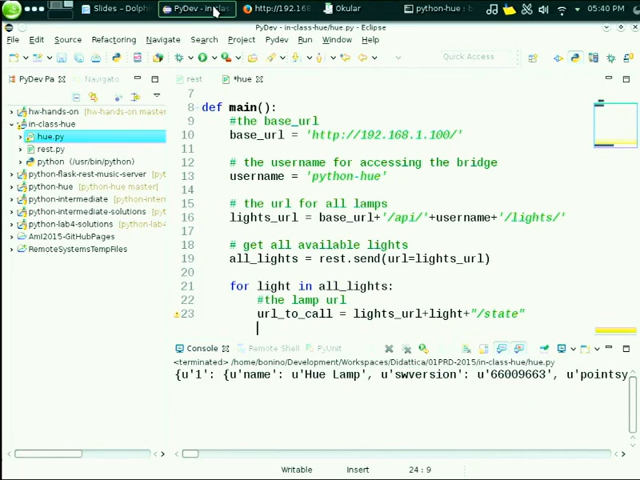 Slides – Dolph
PyDev - in-clas
http://192.168
Okular
python-hue : b
05:40 PM
PyDev - in-class-hue/hue.py - Eclipse
File Edit Source Refactoring Navigate Search Project Pydev Run Window Help
Quick Access
PyDev Pa
Navigato
rest
*hue
hw-hands-on (hw-hands-on master
in-class-hue
hue.py
rest.py
python (/usr/bin/python)
python-flask-rest-music-server
python-hue (python-hue master)
python-intermediate
python-intermediate-solutions
python-lab4-solutions
AmI2015-GitHubPages
RemoteSystemsTempFiles
7
8 def main():
9 #the base_url
10 base_url = 'http://192.168.1.100/'
11
12 # the username for accessing the bridge
13 username = 'python-hue'
14
15 # the url for all lamps
16 lights_url = base_url+'/api/'+username+'/lights/'
17
18 # get all available lights
19 all_lights = rest.send(url=lights_url)
20
21 for light in all_lights:
22 #the lamp url
23 url_to_call = lights_url+light+"/state"
Console
Remote Shell
PyUnit
<terminated> /home/bonino/Development/Workspaces/Didattica/01PRD-2015/in-class-hue/hue.py
{u'1': {u'name': u'Hue Lamp', u'swversion': u'66009663', u'pointsy
Writable
Insert
24 : 9